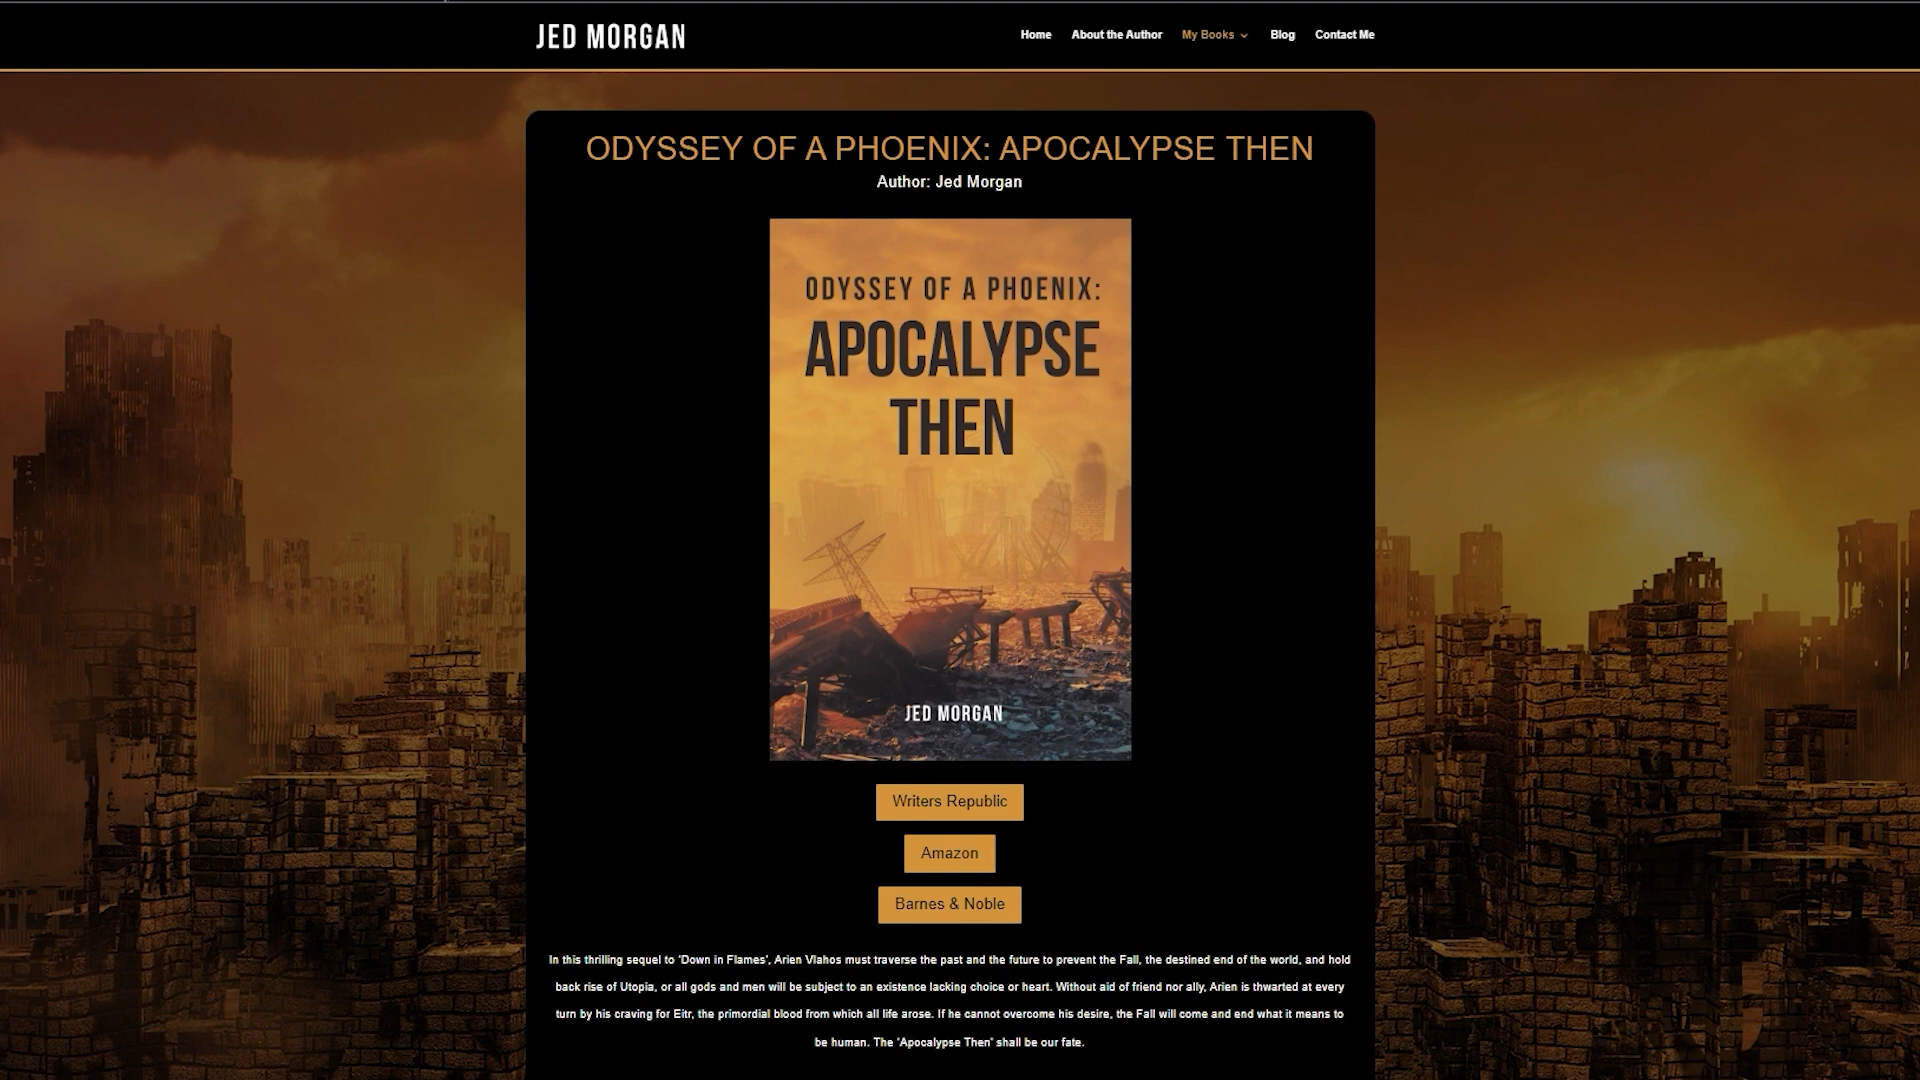 JED MORGAN
Home About the Author My Books Blog Contact Me
ODYSSEY OF A PHOENIX: APOCALYPSE THEN
Author: Jed Morgan
ODYSSEY OF A PHOENIX:
APOCALYPSE
THEN
JED MORGAN
Writers Republic
Amazon
Barnes & Noble
In this thrilling sequel to 'Down in Flames', Arien Vlahos must traverse the past and the future to prevent the Fall, the destined end of the world, and hold
back rise of Utopia, or all gods and men will be subject to an existence lacking choice or heart. Without aid of friend nor ally, Arien is thwarted at every
turn by his craving for Eitr, the primordial blood from which all life arose. If he cannot overcome his desire, the Fall will come and end what it means to
be human. The 'Apocalypse Then' shall be our fate.